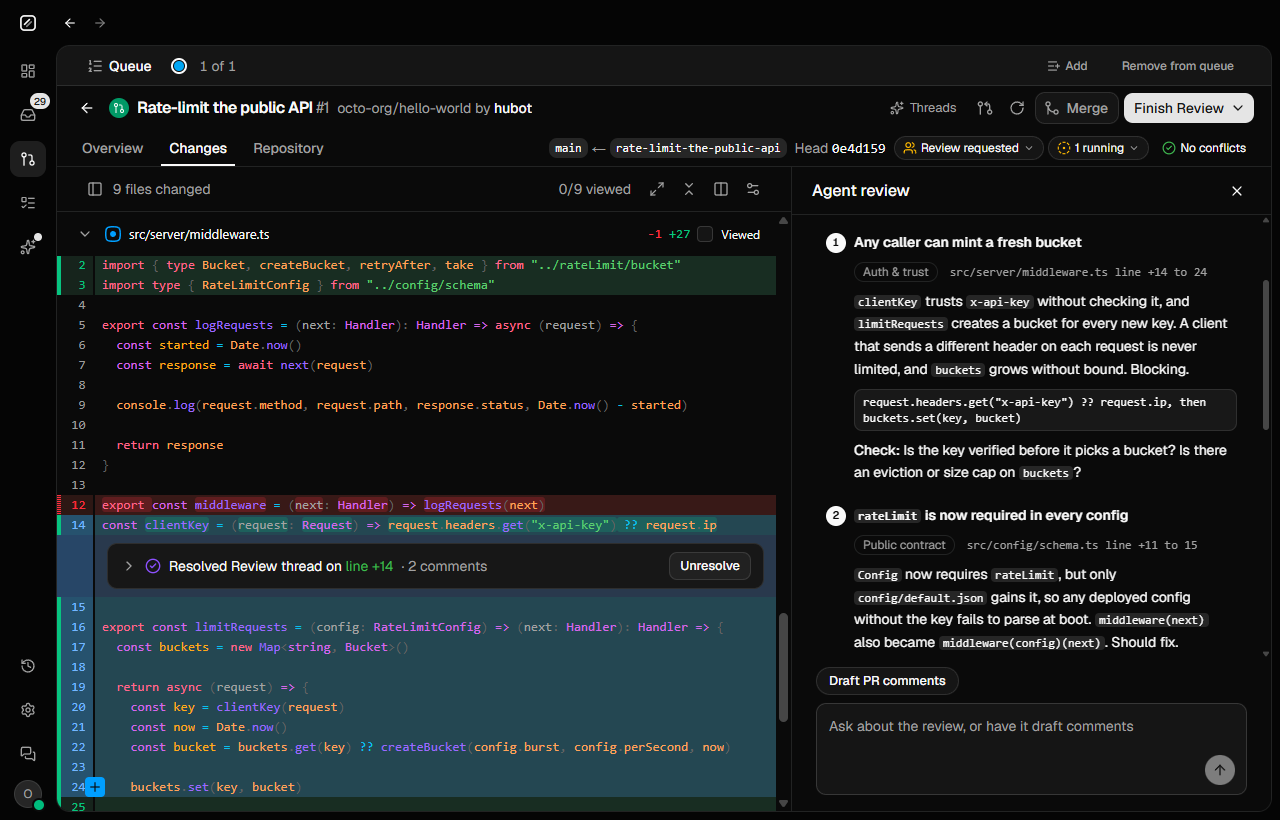 Queue 1 of 1 Add Remove from queue
29
Rate-limit the public API #1 octo-org/hello-world by hubot Threads Merge Finish Review
Overview Changes Repository main ← rate-limit-the-public-api Head 0e4d159 Review requested 1 running No conflicts
9 files changed 0/9 viewed
src/server/middleware.ts -1 +27 Viewed
2 import { type Bucket, createBucket, retryAfter, take } from "../rateLimit/bucket"
3 import type { RateLimitConfig } from "../config/schema"
4
5 export const logRequests = (next: Handler): Handler => async (request) => {
6 const started = Date.now()
7 const response = await next(request)
8
9 console.log(request.method, request.path, response.status, Date.now() - started)
10
11 return response
12 }
13
12 export const middleware = (next: Handler) => logRequests(next)
14 const clientKey = (request: Request) => request.headers.get("x-api-key") ?? request.ip
Resolved Review thread on line +14 · 2 comments Unresolve
15
16 export const limitRequests = (config: RateLimitConfig) => (next: Handler): Handler => {
17 const buckets = new Map<string, Bucket>()
18
19 return async (request) => {
20 const key = clientKey(request)
21 const now = Date.now()
22 const bucket = buckets.get(key) ?? createBucket(config.burst, config.perSecond, now)
23
24 buckets.set(key, bucket)
25
Agent review
1 Any caller can mint a fresh bucket
Auth & trust src/server/middleware.ts line +14 to 24
clientKey trusts x-api-key without checking it, and
limitRequests creates a bucket for every new key. A client
that sends a different header on each request is never
limited, and buckets grows without bound. Blocking.
request.headers.get("x-api-key") ?? request.ip, then
buckets.set(key, bucket)
Check: Is the key verified before it picks a bucket? Is there
an eviction or size cap on buckets?
2 rateLimit is now required in every config
Public contract src/config/schema.ts line +11 to 15
Config now requires rateLimit, but only
config/default.json gains it, so any deployed config
without the key fails to parse at boot. middleware(next)
also became middleware(config)(next). Should fix.
Draft PR comments
Ask about the review, or have it draft comments
O